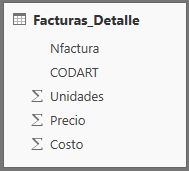 Facturas_Detalle
Nfactura
CODART
Σ Unidades
Σ Precio
Σ Costo